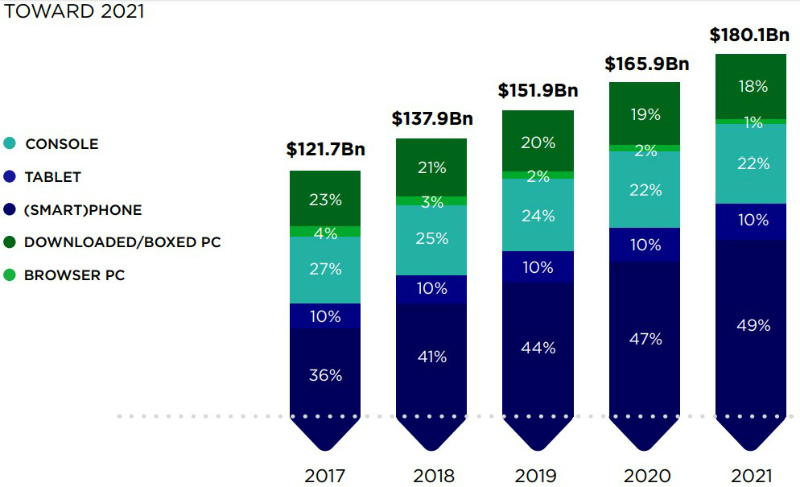 TOWARD 2021
CONSOLE
TABLET
(SMART)PHONE
DOWNLOADED/BOXED PC
BROWSER PC
$121.7Bn
23%
4%
27%
10%
36%
2017
$137.9Bn
21%
3%
25%
10%
41%
2018
$151.9Bn
20%
2%
24%
10%
44%
2019
$165.9Bn
19%
2%
22%
10%
47%
2020
$180.1Bn
18%
1%
22%
10%
49%
2021